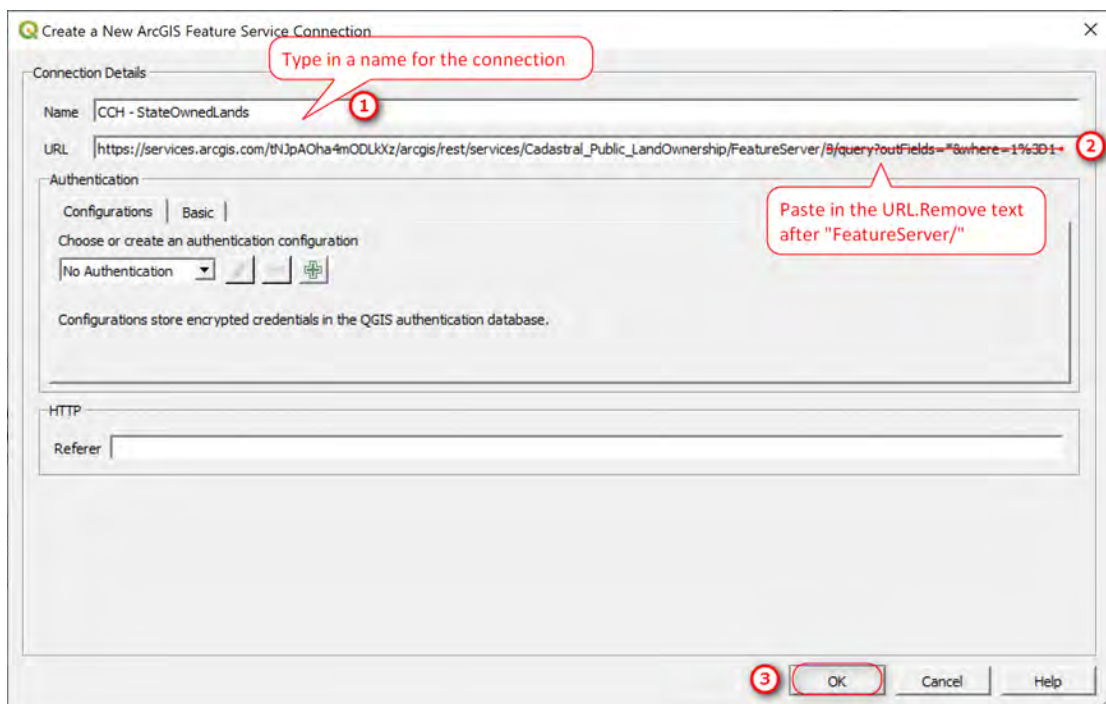 Create a New ArcGIS Feature Service Connection
Type in a name for the connection
Connection Details
Name CCH - StateOwnedLands
1
URL https://services.arcgis.com/tNJpAOha4mODLkXz/arcgis/rest/services/Cadastral_Public_LandOwnership/FeatureServer/9/query?outFields=*&where=1%3D1
2
Authentication
Configurations Basic
Paste in the URL.Remove text
after "FeatureServer/"
Choose or create an authentication configuration
No Authentication
Configurations store encrypted credentials in the QGIS authentication database.
HTTP
Referer
3 OK Cancel Help